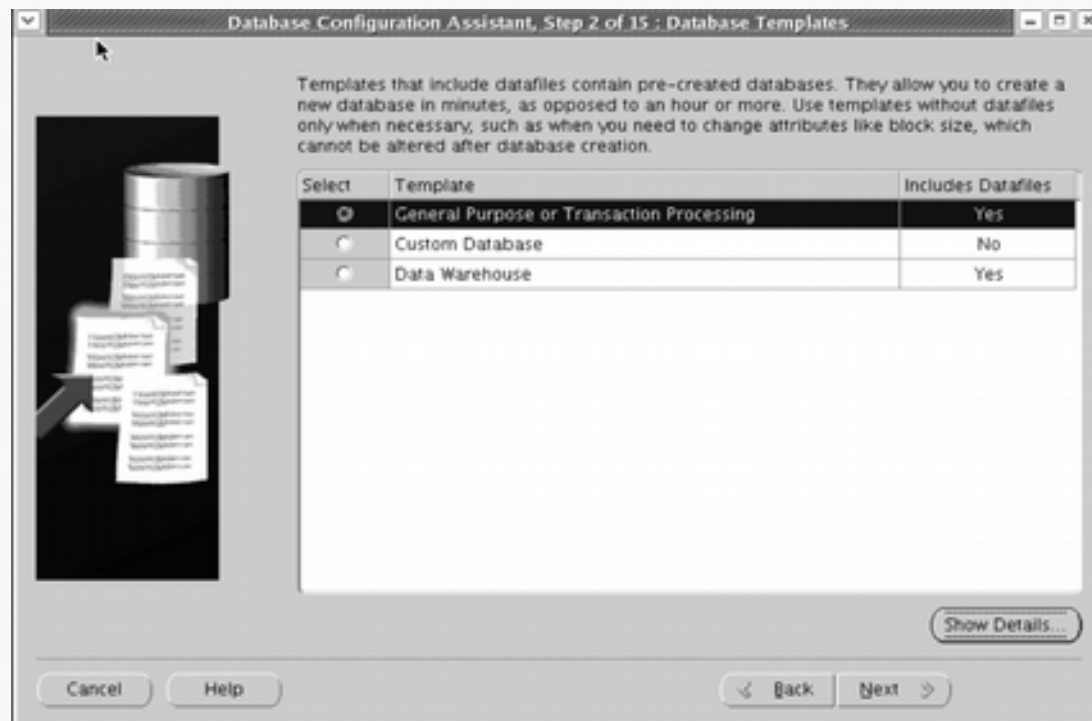 Database Configuration Assistant, Step 2 of 15 : Database Templates
Templates that include datafiles contain pre-created databases. They allow you to create a
new database in minutes, as opposed to an hour or more. Use templates without datafiles
only when necessary, such as when you need to change attributes like block size, which
cannot be altered after database creation.
Select Template Includes Datafiles
General Purpose or Transaction Processing Yes
Custom Database No
Data Warehouse Yes
Show Details...
Cancel Help Back Next